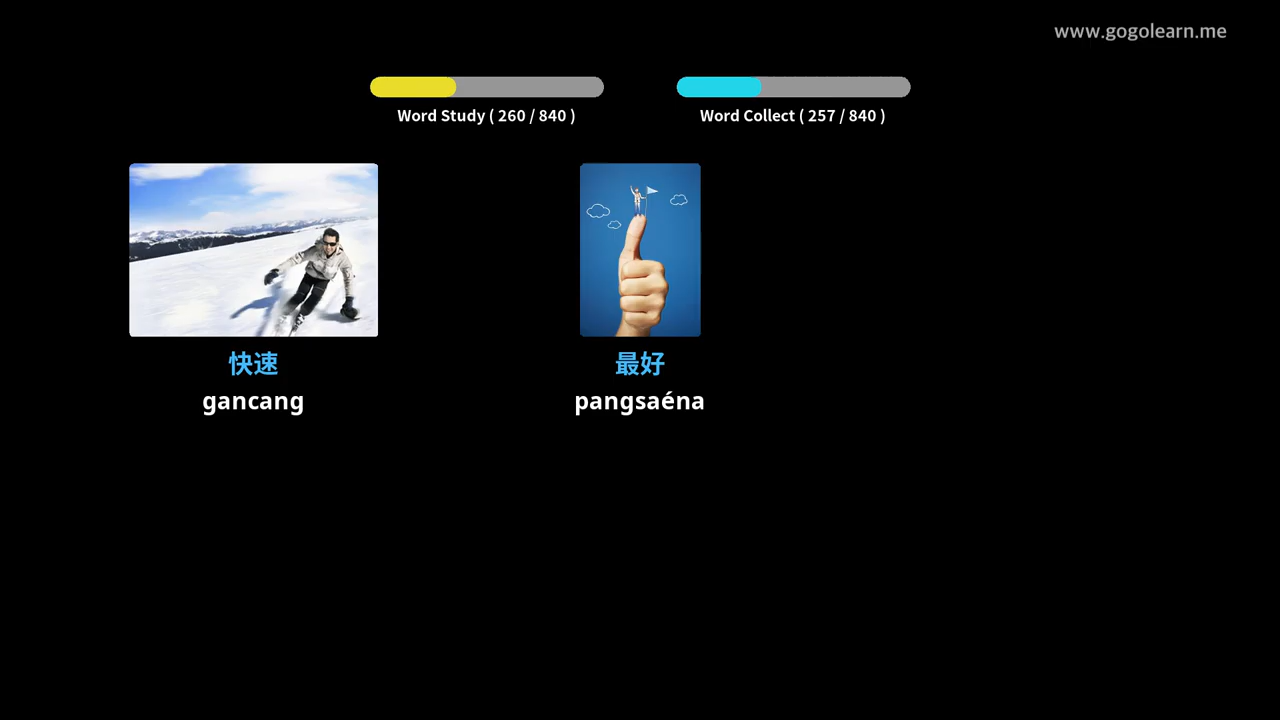 www.gogolearn.me
Word Study ( 260 / 840 )
Word Collect ( 257 / 840 )
快速
gancang
最好
pangsaéna